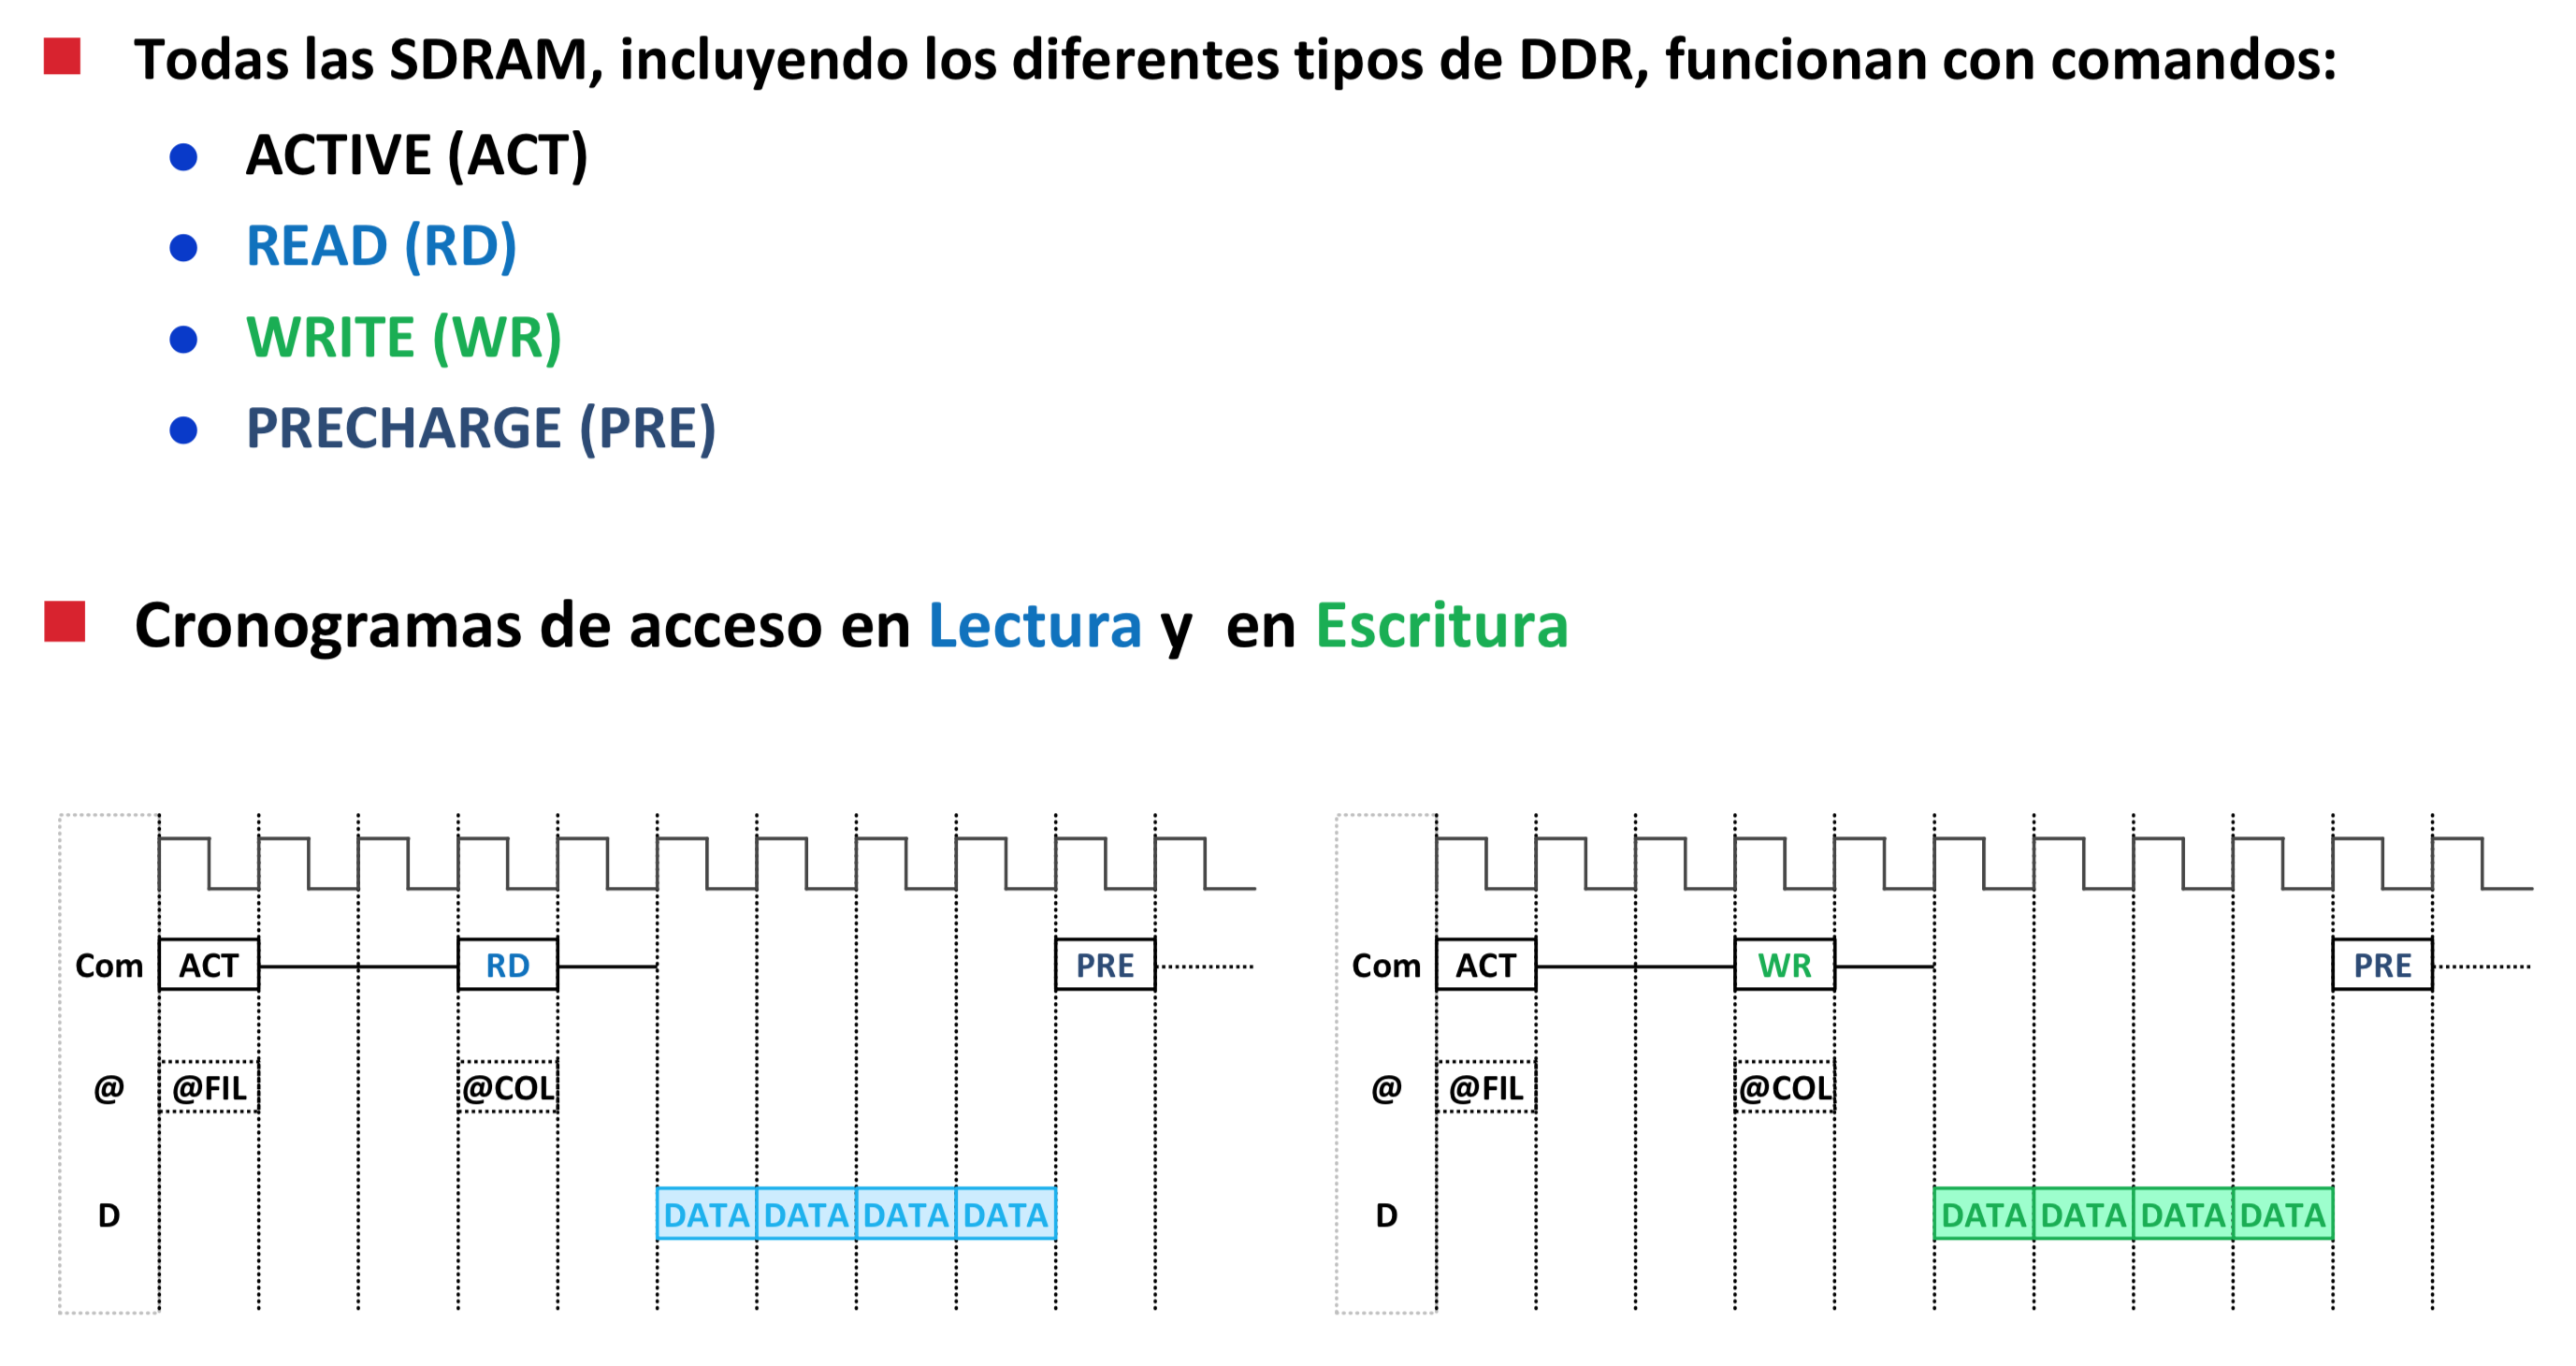 Todas las SDRAM, incluyendo los diferentes tipos de DDR, funcionan con comandos:
ACTIVE (ACT)
READ (RD)
WRITE (WR)
PRECHARGE (PRE)
Cronogramas de acceso en Lectura y en Escritura
Com ACT RD PRE
@ @FIL @COL
D DATA DATA DATA DATA
Com ACT WR PRE
@ @FIL @COL
D DATA DATA DATA DATA